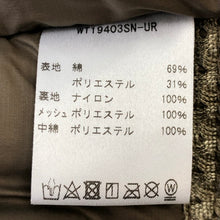 WT19403SN-UR
表地 綿 69%
ポリエステル 31%
裏地 ナイロン 100%
メッシュ ポリエステル 100%
中綿 ポリエステル 100%